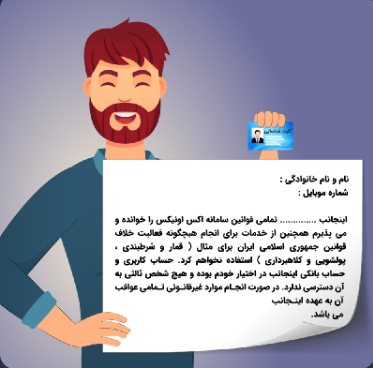 کارت شناسایی
نام و نام خانوادگی :
شماره موبایل :
اینجانب .............. تمامی قوانین سامانه اکس اونیکس را خوانده و
می پذیرم همچنین از خدمات برای انجام هیچگونه فعالیت خلاف
قوانین جمهوری اسلامی ایران برای مثال ( قمار و شرطبندی ،
پولشویی و کلاهبرداری ) استفاده نخواهم کرد. حساب کاربری و
حساب بانکی اینجانب در اختیار خودم بوده و هیچ شخص ثالثی به
آن دسترسی ندارد. در صورت انجام موارد غیرقانونی تمامی عواقب
آن به عهده اینجانب
می باشد.